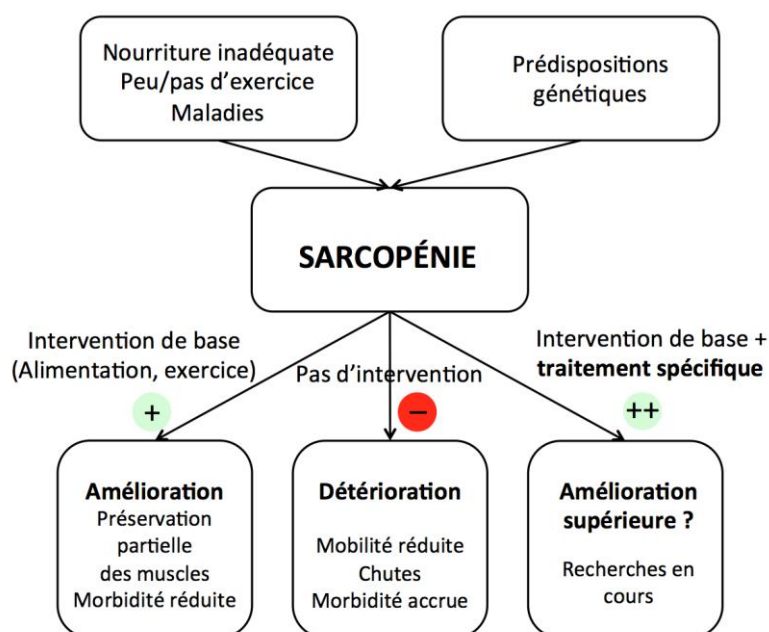 Nourriture inadéquate
Peu/pas d'exercice
Maladies
Prédispositions
génétiques
SARCOPÉNIE
Intervention de base
(Alimentation, exercice)
+
Pas d'intervention
–
Intervention de base +
traitement spécifique
++
Amélioration
Préservation
partielle
des muscles
Morbidité réduite
Détérioration
Mobilité réduite
Chutes
Morbidité accrue
Amélioration
supérieure ?
Recherches en
cours